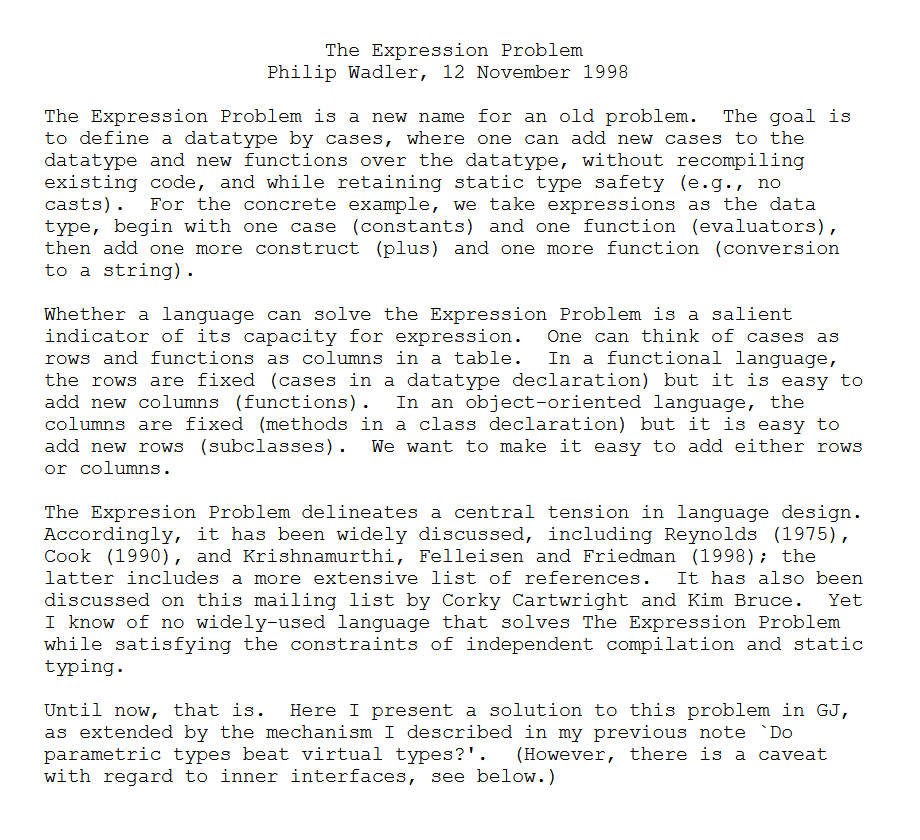 The Expression Problem
Philip Wadler, 12 November 1998
The Expression Problem is a new name for an old problem.  The goal is
to define a datatype by cases, where one can add new cases to the
datatype and new functions over the datatype, without recompiling
existing code, and while retaining static type safety (e.g., no
casts).  For the concrete example, we take expressions as the data
type, begin with one case (constants) and one function (evaluators),
then add one more construct (plus) and one more function (conversion
to a string).
Whether a language can solve the Expression Problem is a salient
indicator of its capacity for expression.  One can think of cases as
rows and functions as columns in a table.  In a functional language,
the rows are fixed (cases in a datatype declaration) but it is easy to
add new columns (functions).  In an object-oriented language, the
columns are fixed (methods in a class declaration) but it is easy to
add new rows (subclasses).  We want to make it easy to add either rows
or columns.
The Expresion Problem delineates a central tension in language design.
Accordingly, it has been widely discussed, including Reynolds (1975),
Cook (1990), and Krishnamurthi, Felleisen and Friedman (1998); the
latter includes a more extensive list of references.  It has also been
discussed on this mailing list by Corky Cartwright and Kim Bruce.  Yet
I know of no widely-used language that solves The Expression Problem
while satisfying the constraints of independent compilation and static
typing.
Until now, that is.  Here I present a solution to this problem in GJ,
as extended by the mechanism I described in my previous note `Do
parametric types beat virtual types?'.  (However, there is a caveat
with regard to inner interfaces, see below.)